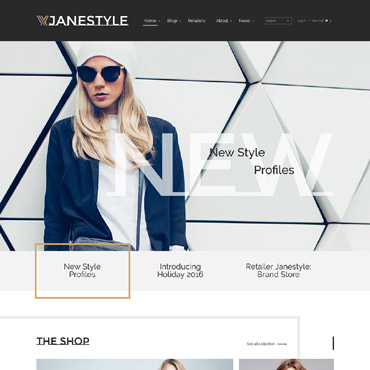 JANESTYLE
Home Shop Retailers About News English Login
NEW
New Style
Profiles
New Style
Profiles
Introducing
Holiday 2016
Retailer Janestyle:
Brand Store
THE SHOP
See all collection